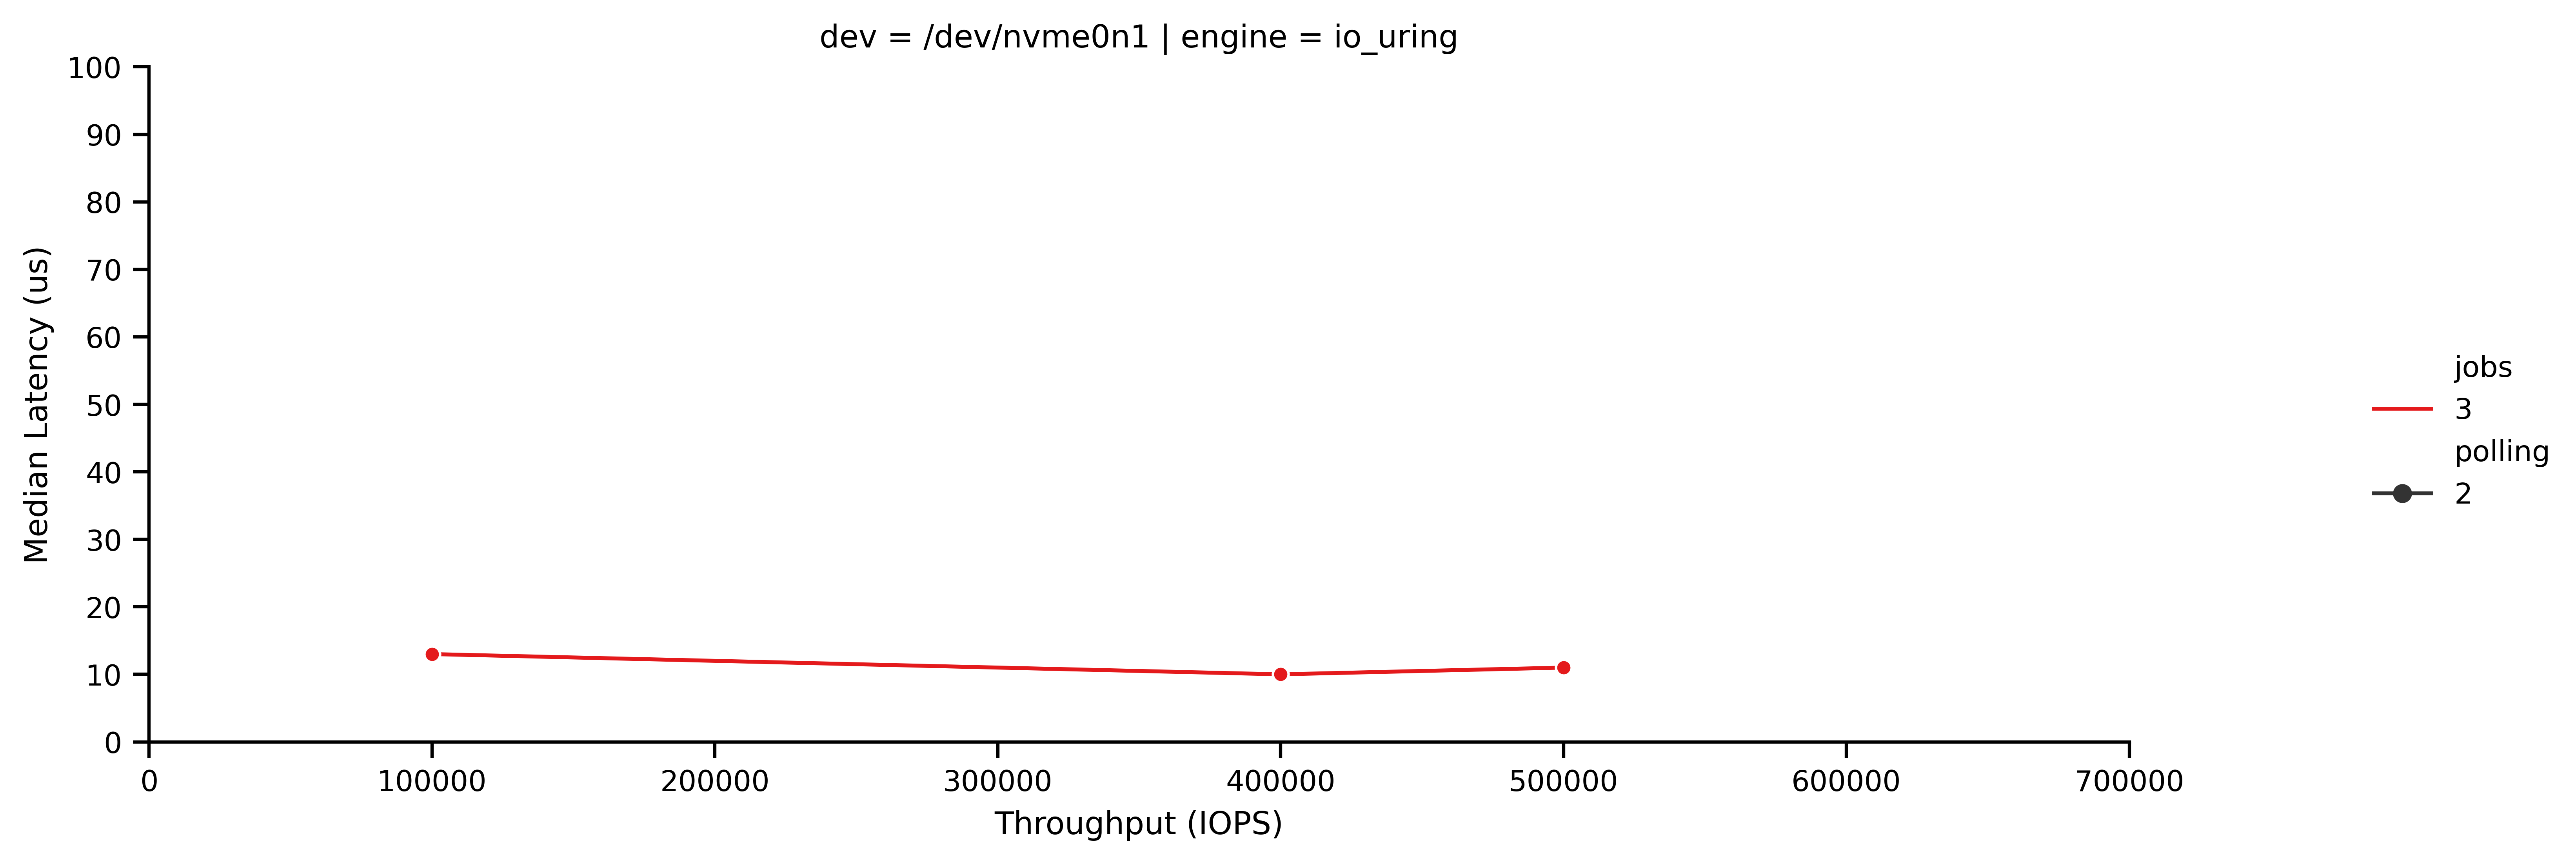 dev = /dev/nvme0n1 | engine = io_uring
100
90
80
70
60
50
40
30
20
10
0
Median Latency (us)
0 100000 200000 300000 400000 500000 600000 700000
Throughput (IOPS)
jobs
3
polling
2